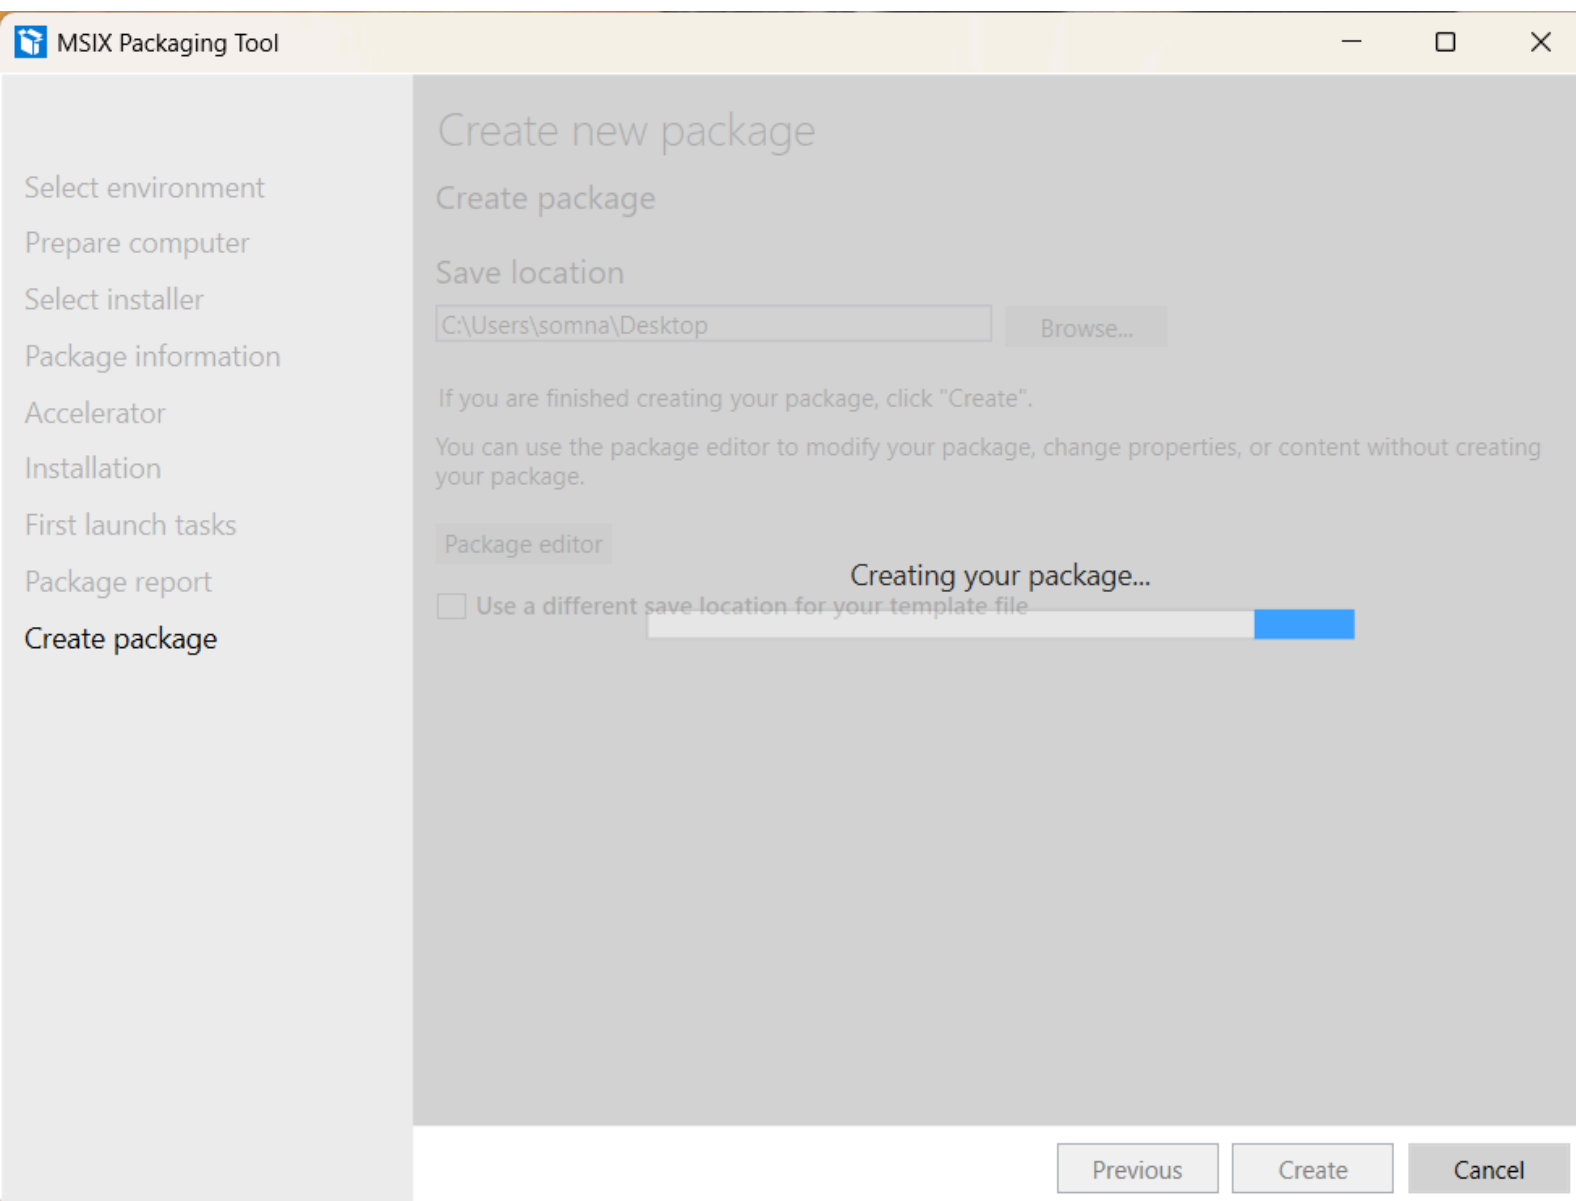 MSIX Packaging Tool
Select environment
Prepare computer
Select installer
Package information
Accelerator
Installation
First launch tasks
Package report
Create package
Create new package
Create package
Save location
C:\Users\somna\Desktop
Browse...
If you are finished creating your package, click "Create".
You can use the package editor to modify your package, change properties, or content without creating
your package.
Package editor
Creating your package...
Use a different save location for your template file
Previous
Create
Cancel